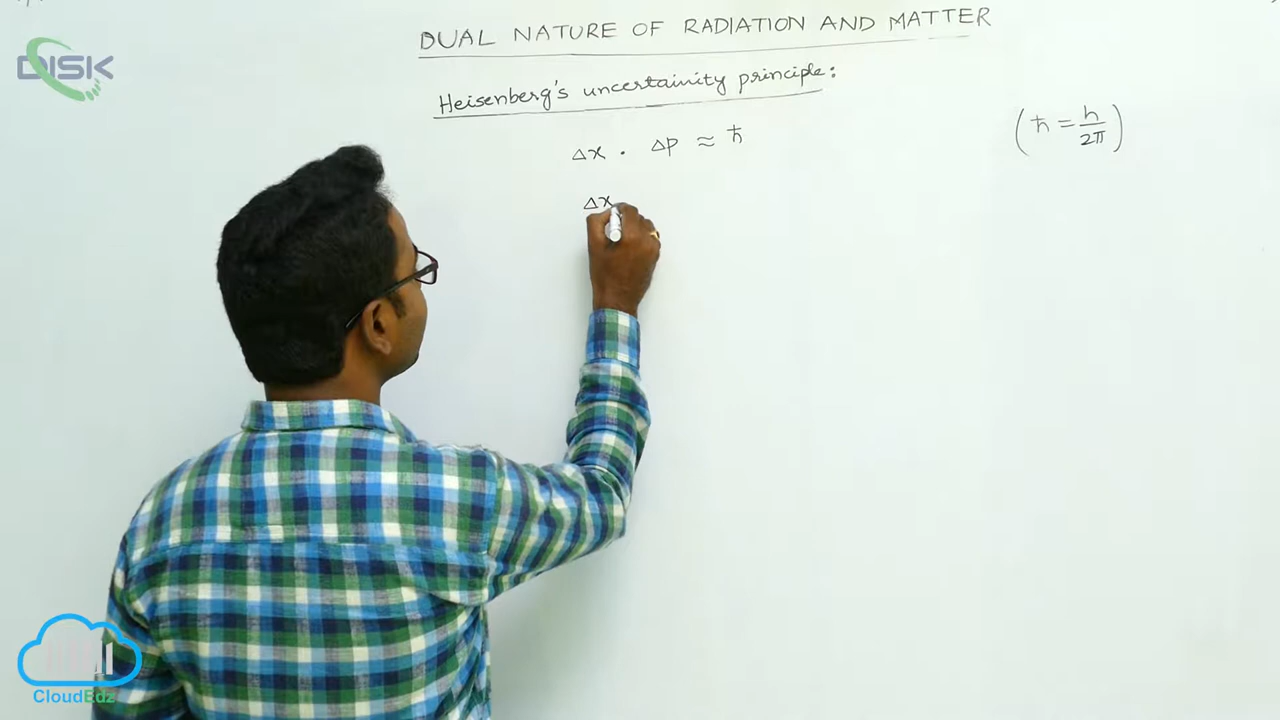 DUAL NATURE OF RADIATION AND MATTER
DISK
Heisenberg's uncertainity principle:
Δx . Δp ≈ ħ
(ħ = h/2π)
Δx
CloudEdz